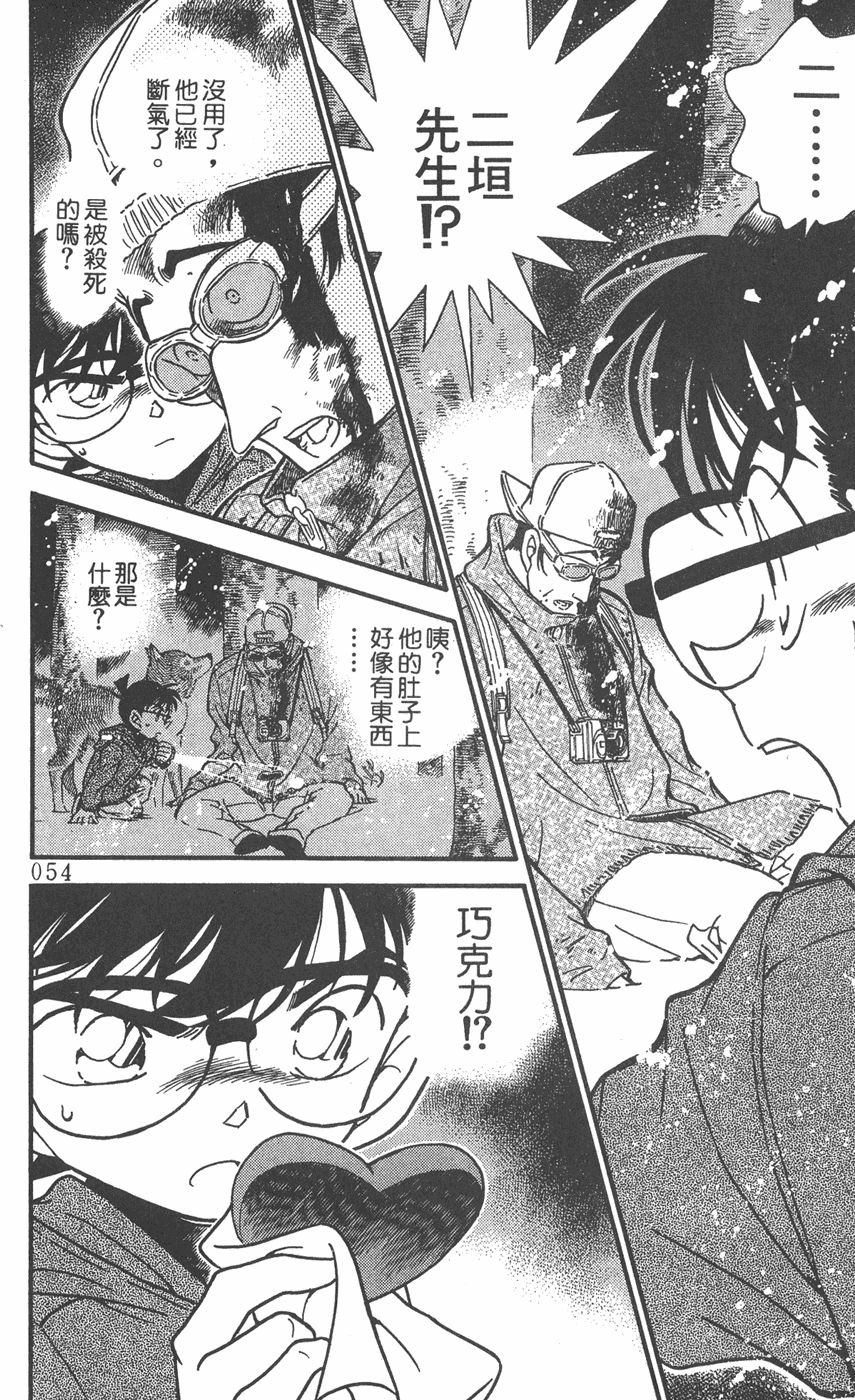 二⋯⋯
二垣
先生!?
沒用了，
他已經
斷氣了。
是被殺死
的嗎？
咦？
他的肚子上
好像有東西
⋯⋯
那是
什麼？
巧克力!?
054